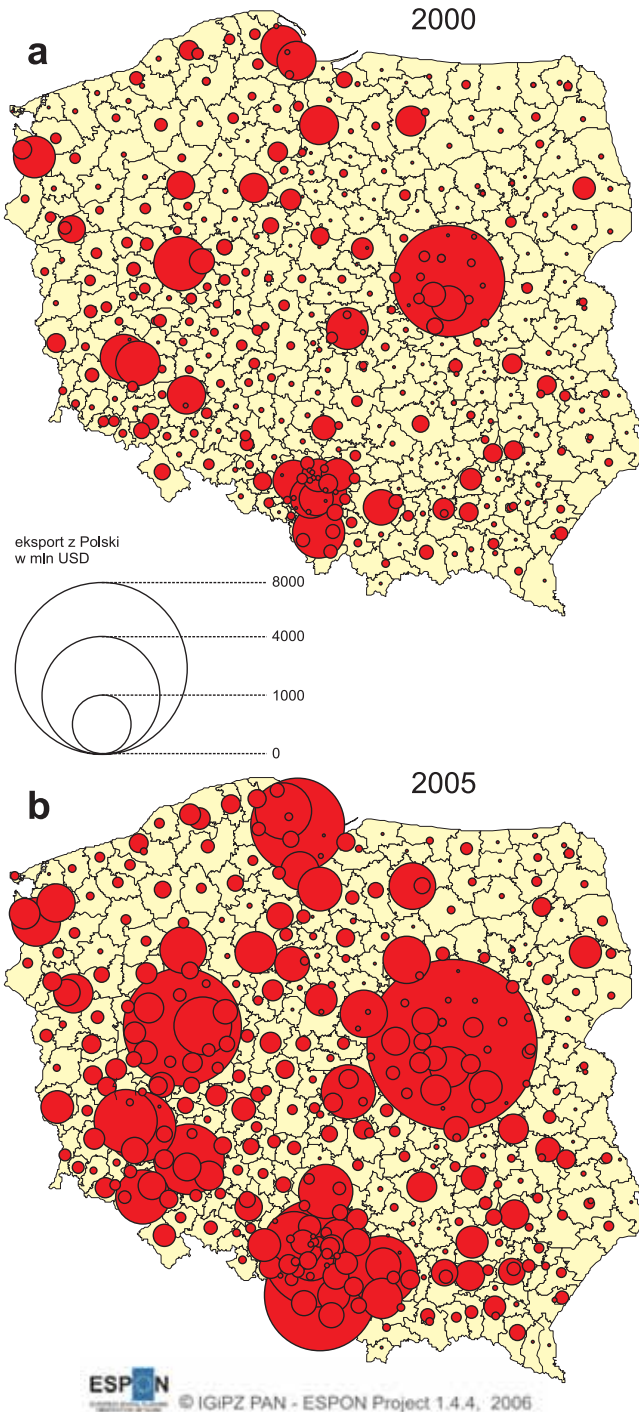 2000
a
eksport z Polski
w mln USD
8000
4000
1000
0
2005
b
ESPON
© IGiPZ PAN - ESPON Project 1.4.4, 2006